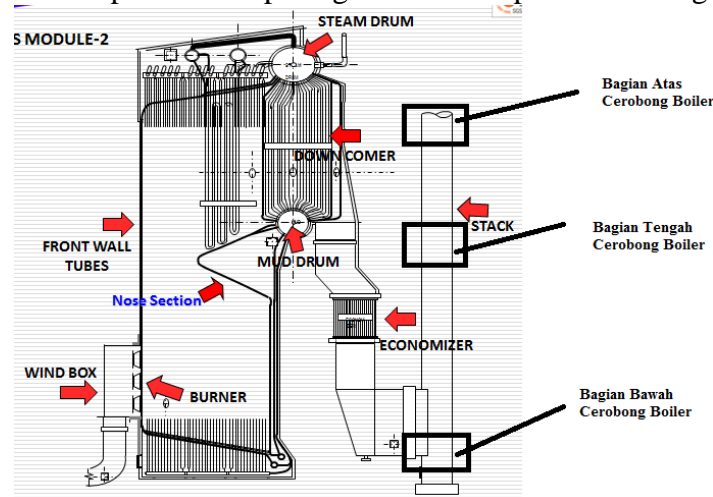 STEAM DRUM
S MODULE-2
Bagian Atas
Cerobong Boiler
DOWN COMER
STACK
FRONT WALL
TUBES
Bagian Tengah
Cerobong Boiler
MUD DRUM
Nose Section
ECONOMIZER
WIND BOX
BURNER
Bagian Bawah
Cerobong Boiler